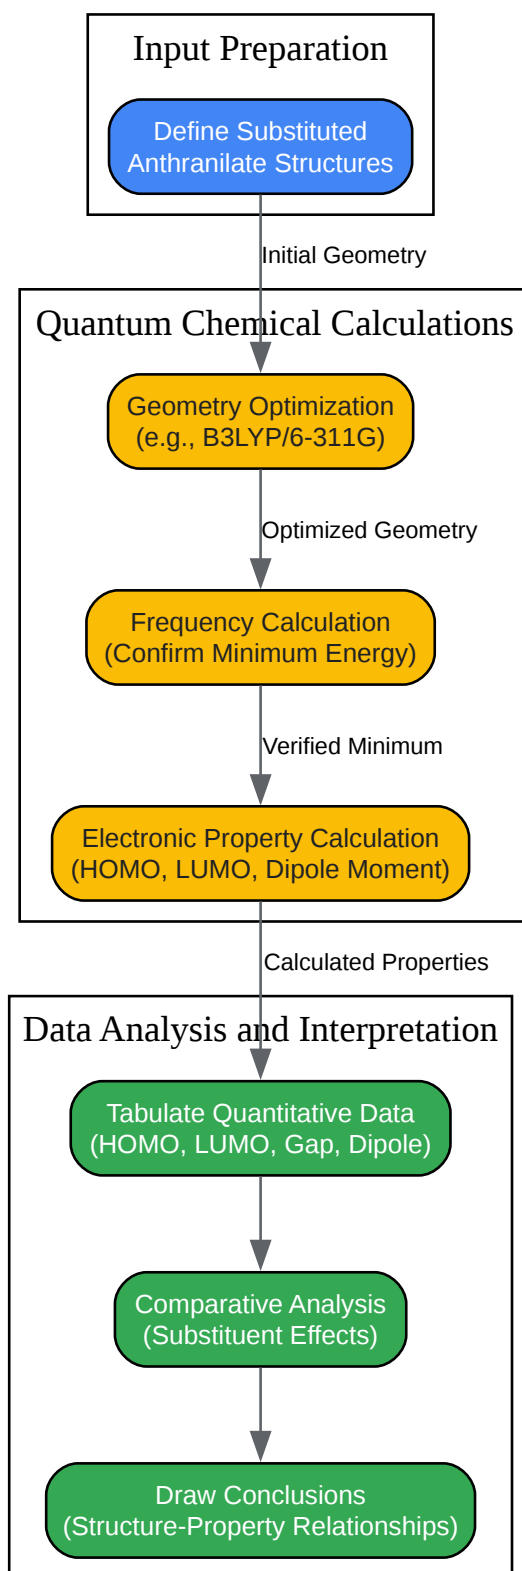 Input Preparation
Define Substituted
Anthranilate Structures
Initial Geometry
Quantum Chemical Calculations
Geometry Optimization
(e.g., B3LYP/6-311G)
Optimized Geometry
Frequency Calculation
(Confirm Minimum Energy)
Verified Minimum
Electronic Property Calculation
(HOMO, LUMO, Dipole Moment)
Calculated Properties
Data Analysis and Interpretation
Tabulate Quantitative Data
(HOMO, LUMO, Gap, Dipole)
Comparative Analysis
(Substituent Effects)
Draw Conclusions
(Structure-Property Relationships)